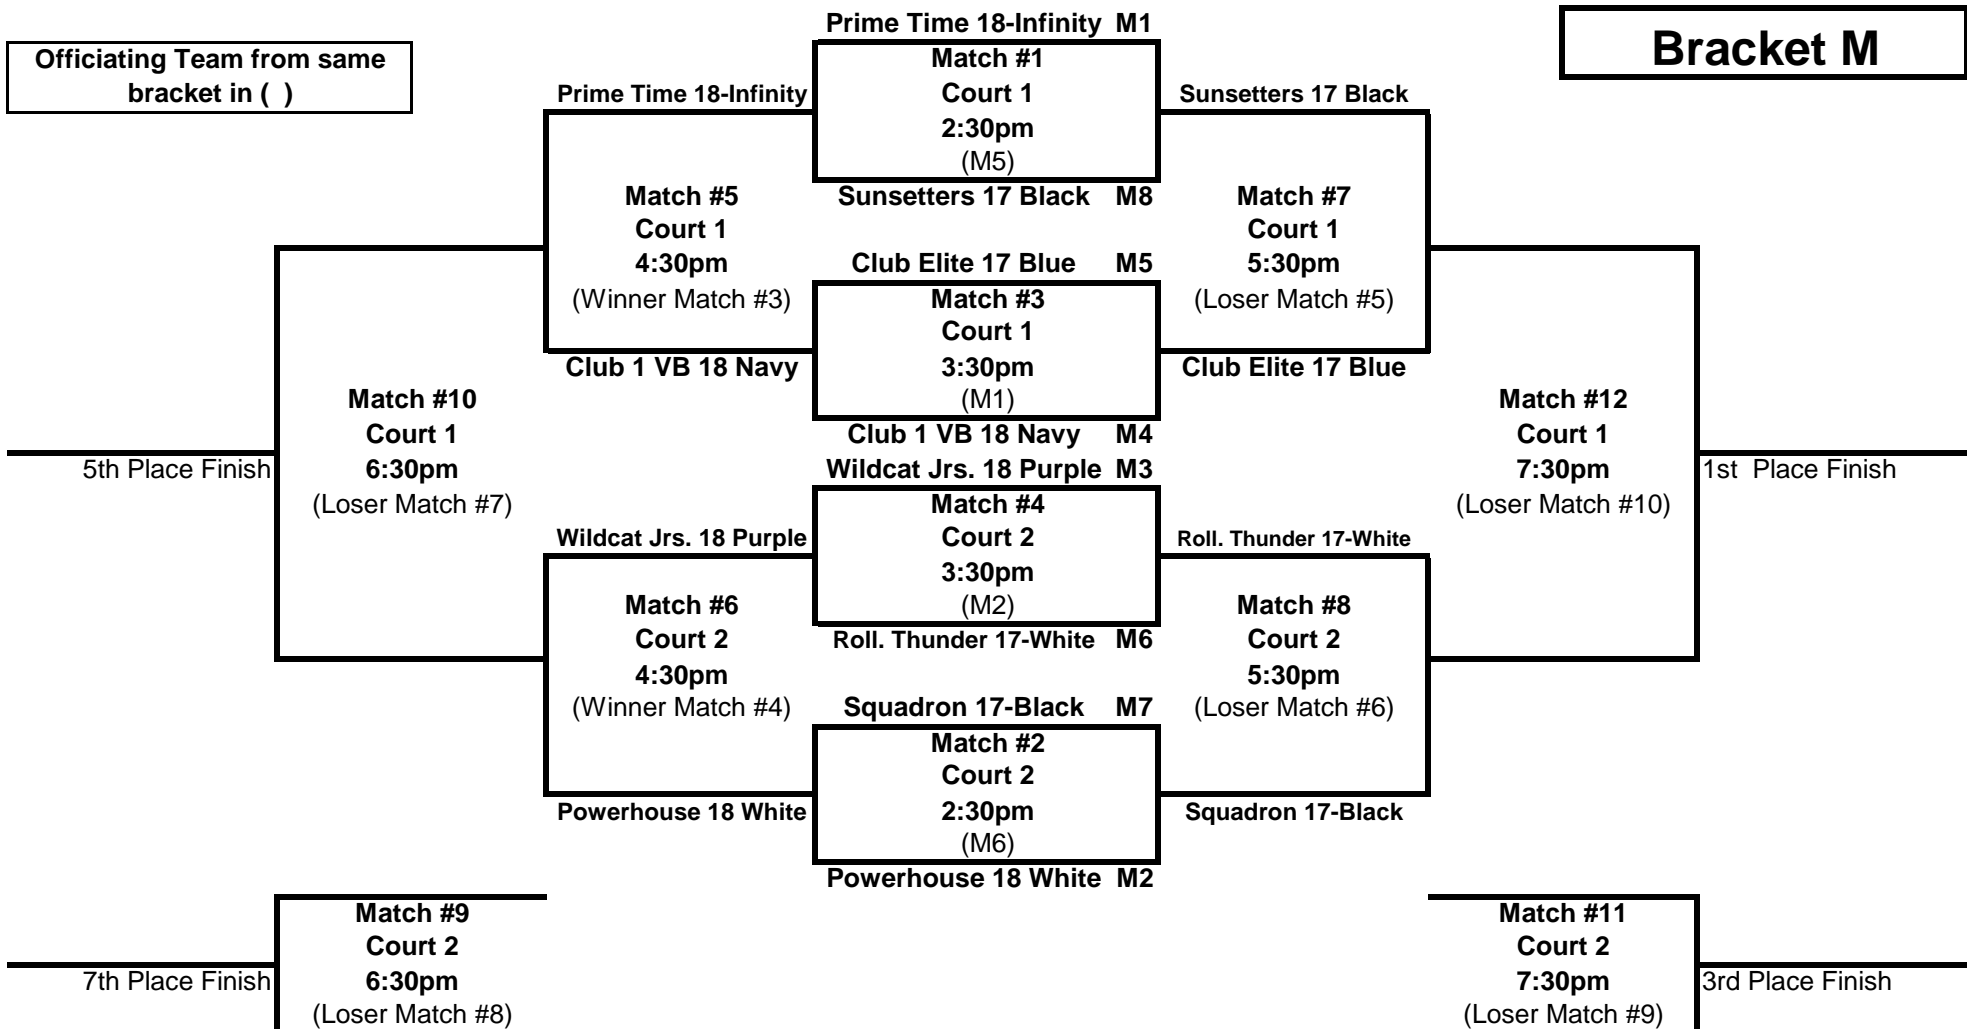 Prime Time 18-Infinity M1
Bracket M
Officiating Team from same
bracket in ( )
Match #1
Court 1
2:30pm
(M5)
Prime Time 18-Infinity
Sunsetters 17 Black
Sunsetters 17 Black M8
Match #5
Court 1
4:30pm
(Winner Match #3)
Match #7
Court 1
5:30pm
(Loser Match #5)
Club Elite 17 Blue M5
Match #3
Court 1
3:30pm
(M1)
Club 1 VB 18 Navy
Club Elite 17 Blue
Club 1 VB 18 Navy M4
Match #10
Court 1
6:30pm
(Loser Match #7)
5th Place Finish
Match #12
Court 1
7:30pm
(Loser Match #10)
1st Place Finish
Wildcat Jrs. 18 Purple M3
Match #4
Court 2
3:30pm
(M2)
Wildcat Jrs. 18 Purple
Roll. Thunder 17-White
Roll. Thunder 17-White M6
Match #6
Court 2
4:30pm
(Winner Match #4)
Match #8
Court 2
5:30pm
(Loser Match #6)
Squadron 17-Black M7
Match #2
Court 2
2:30pm
(M6)
Powerhouse 18 White
Squadron 17-Black
Powerhouse 18 White M2
Match #9
Court 2
6:30pm
(Loser Match #8)
7th Place Finish
Match #11
Court 2
7:30pm
(Loser Match #9)
3rd Place Finish